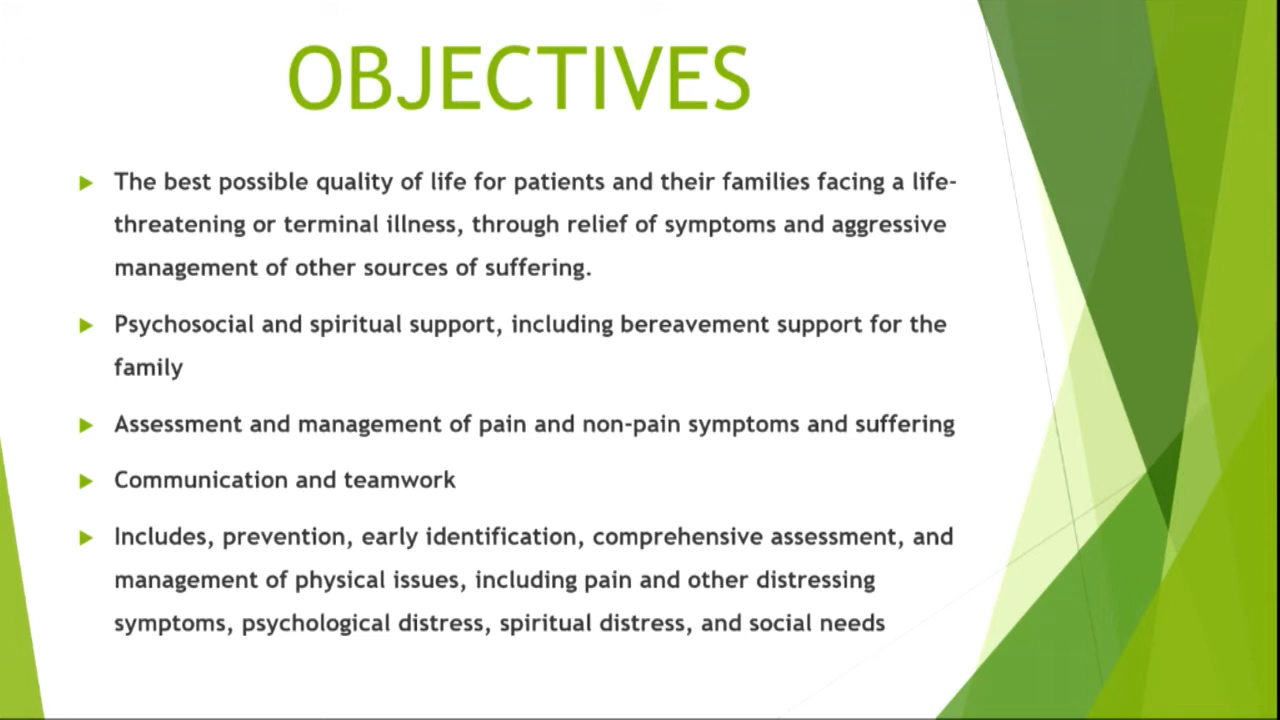 OBJECTIVES
The best possible quality of life for patients and their families facing a life-
threatening or terminal illness, through relief of symptoms and aggressive
management of other sources of suffering.
Psychosocial and spiritual support, including bereavement support for the
family
Assessment and management of pain and non-pain symptoms and suffering
Communication and teamwork
Includes, prevention, early identification, comprehensive assessment, and
management of physical issues, including pain and other distressing
symptoms, psychological distress, spiritual distress, and social needs